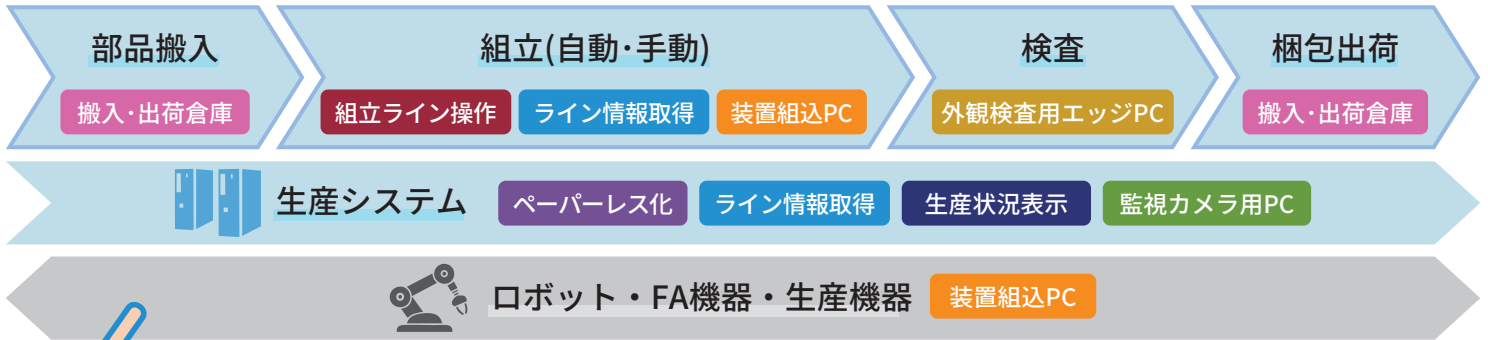 部品搬入
組立(自動･手動)
検査
梱包出荷
搬入･出荷倉庫
組立ライン操作
ライン情報取得
装置組込PC
外観検査用エッジPC
搬入･出荷倉庫
生産システム
ペーパーレス化
ライン情報取得
生産状況表示
監視カメラ用PC
ロボット・FA機器・生産機器
装置組込PC